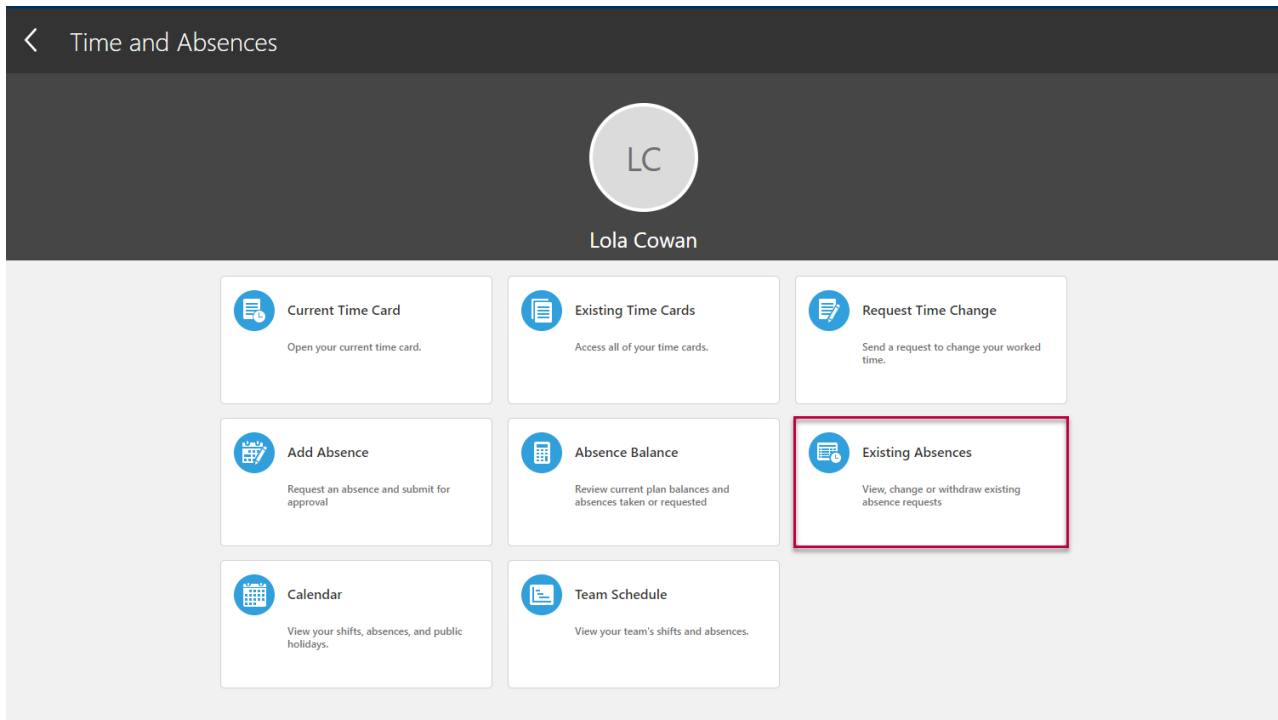 Time and Absences
LC
Lola Cowan
Current Time Card
Open your current time card.
Existing Time Cards
Access all of your time cards.
Request Time Change
Send a request to change your worked
time.
Add Absence
Request an absence and submit for
approval
Absence Balance
Review current plan balances and
absences taken or requested
Existing Absences
View, change or withdraw existing
absence requests
Calendar
View your shifts, absences, and public
holidays.
Team Schedule
View your team's shifts and absences.